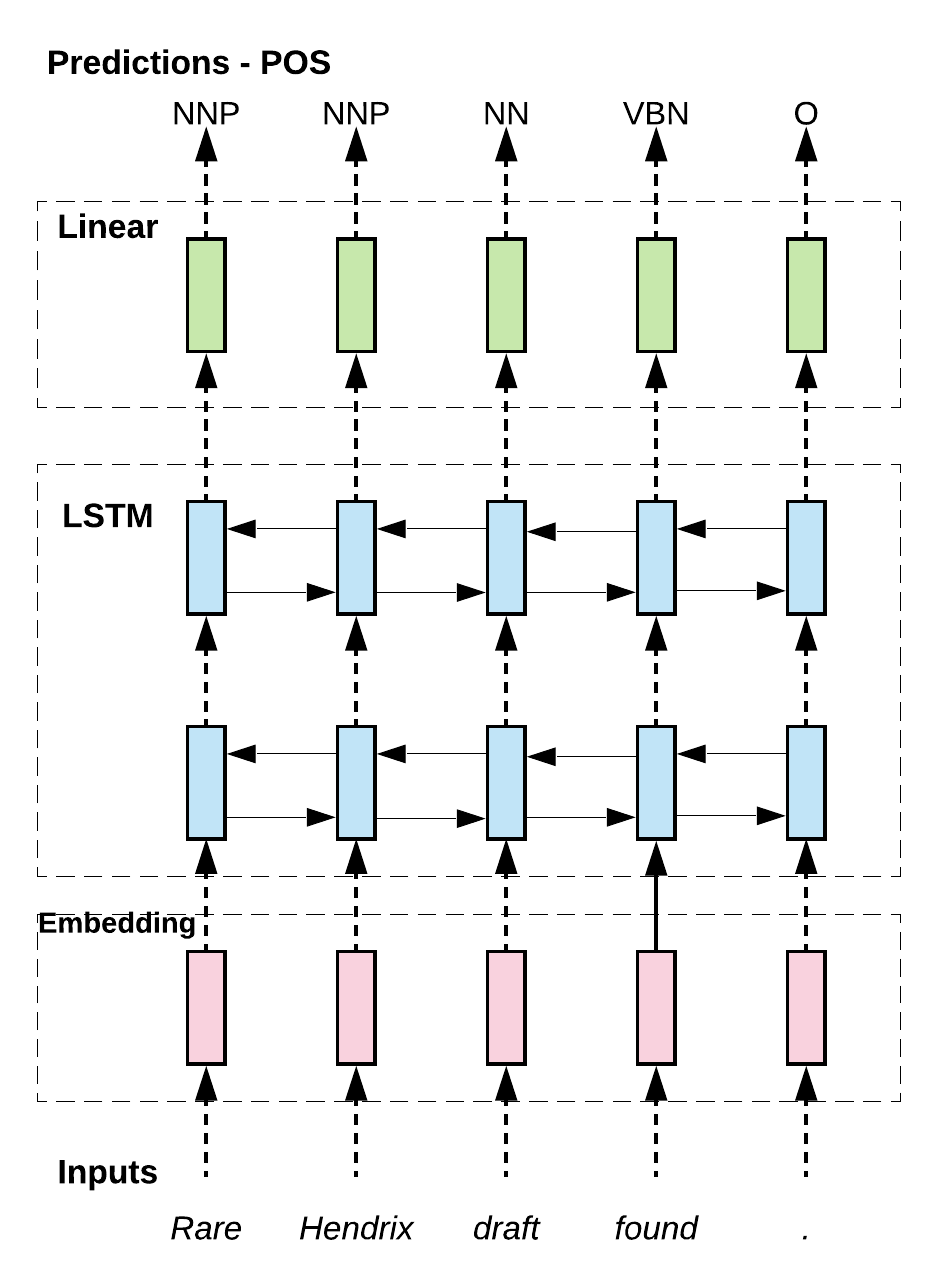 Predictions - POS
NNP NNP NN VBN O
Linear
LSTM
Embedding
Inputs
Rare Hendrix draft found .